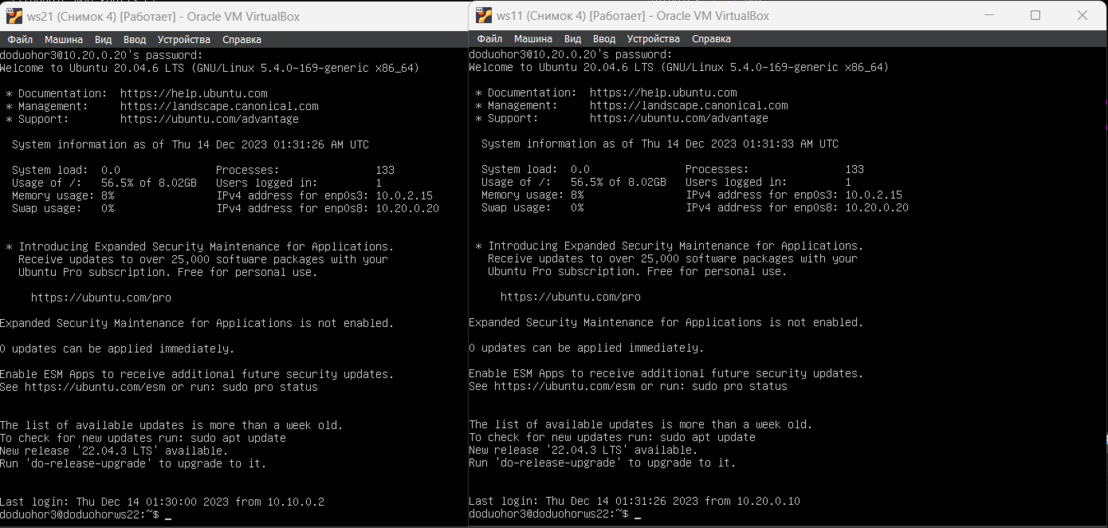 ws21 (Снимок 4) [Работает] - Oracle VM VirtualBox
Файл Машина Вид Ввод Устройства Справка
doduohor3@10.20.0.20's password:
Welcome to Ubuntu 20.04.6 LTS (GNU/Linux 5.4.0-169-generic x86_64)
* Documentation: https://help.ubuntu.com
* Management: https://landscape.canonical.com
* Support: https://ubuntu.com/advantage
System information as of Thu 14 Dec 2023 01:31:26 AM UTC
System load: 0.0 Processes: 133
Usage of /: 56.5% of 8.02GB Users logged in: 1
Memory usage: 8% IPv4 address for enp0s3: 10.0.2.15
Swap usage: 0% IPv4 address for enp0s8: 10.20.0.20
* Introducing Expanded Security Maintenance for Applications.
Receive updates to over 25,000 software packages with your
Ubuntu Pro subscription. Free for personal use.
https://ubuntu.com/pro
Expanded Security Maintenance for Applications is not enabled.
0 updates can be applied immediately.
Enable ESM Apps to receive additional future security updates.
See https://ubuntu.com/esm or run: sudo pro status
The list of available updates is more than a week old.
To check for new updates run: sudo apt update
New release '22.04.3 LTS' available.
Run 'do-release-upgrade' to upgrade to it.
Last login: Thu Dec 14 01:30:00 2023 from 10.10.0.2
doduohor3@doduohorws22:~$ _
ws11 (Снимок 4) [Работает] - Oracle VM VirtualBox
Файл Машина Вид Ввод Устройства Справка
doduohor3@10.20.0.20's password:
Welcome to Ubuntu 20.04.6 LTS (GNU/Linux 5.4.0-169-generic x86_64)
* Documentation: https://help.ubuntu.com
* Management: https://landscape.canonical.com
* Support: https://ubuntu.com/advantage
System information as of Thu 14 Dec 2023 01:31:33 AM UTC
System load: 0.0 Processes: 133
Usage of /: 56.5% of 8.02GB Users logged in: 1
Memory usage: 8% IPv4 address for enp0s3: 10.0.2.15
Swap usage: 0% IPv4 address for enp0s8: 10.20.0.20
* Introducing Expanded Security Maintenance for Applications.
Receive updates to over 25,000 software packages with your
Ubuntu Pro subscription. Free for personal use.
https://ubuntu.com/pro
Expanded Security Maintenance for Applications is not enabled.
0 updates can be applied immediately.
Enable ESM Apps to receive additional future security updates.
See https://ubuntu.com/esm or run: sudo pro status
The list of available updates is more than a week old.
To check for new updates run: sudo apt update
New release '22.04.3 LTS' available.
Run 'do-release-upgrade' to upgrade to it.
Last login: Thu Dec 14 01:31:26 2023 from 10.20.0.10
doduohor3@doduohorws22:~$ _